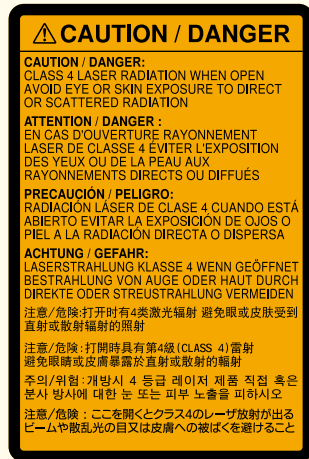 ⚠ CAUTION / DANGER
CAUTION / DANGER:
CLASS 4 LASER RADIATION WHEN OPEN
AVOID EYE OR SKIN EXPOSURE TO DIRECT
OR SCATTERED RADIATION
ATTENTION / DANGER :
EN CAS D'OUVERTURE RAYONNEMENT
LASER DE CLASSE 4 ÉVITER L'EXPOSITION
DES YEUX OU DE LA PEAU AUX
RAYONNEMENTS DIRECTS OU DIFFUÉS
PRECAUCIÓN / PELIGRO:
RADIACIÓN LÁSER DE CLASE 4 CUANDO ESTÁ
ABIERTO EVITAR LA EXPOSICIÓN DE OJOS O
PIEL A LA RADIACIÓN DIRECTA O DISPERSA
ACHTUNG / GEFAHR:
LASERSTRAHLUNG KLASSE 4 WENN GEÖFFNET
BESTRAHLUNG VON AUGE ODER HAUT DURCH
DIREKTE ODER STREUSTRAHLUNG VERMEIDEN
注意/危险:打开时有4类激光辐射 避免眼或皮肤受到
直射或散射辐射的照射
注意/危険:打開時具有第4級(CLASS 4)雷射
避免眼睛或皮膚暴露於直射或散射的輻射
주의/위험:개방시 4 등급 레이저 제품 직접 혹은
분사 방사에 대한 눈 또는 피부 노출을 피하시오
注意/危険：ここを開くとクラス4のレーザ放射が出る
ビームや散乱光の目又は皮膚への被ばくを避けること